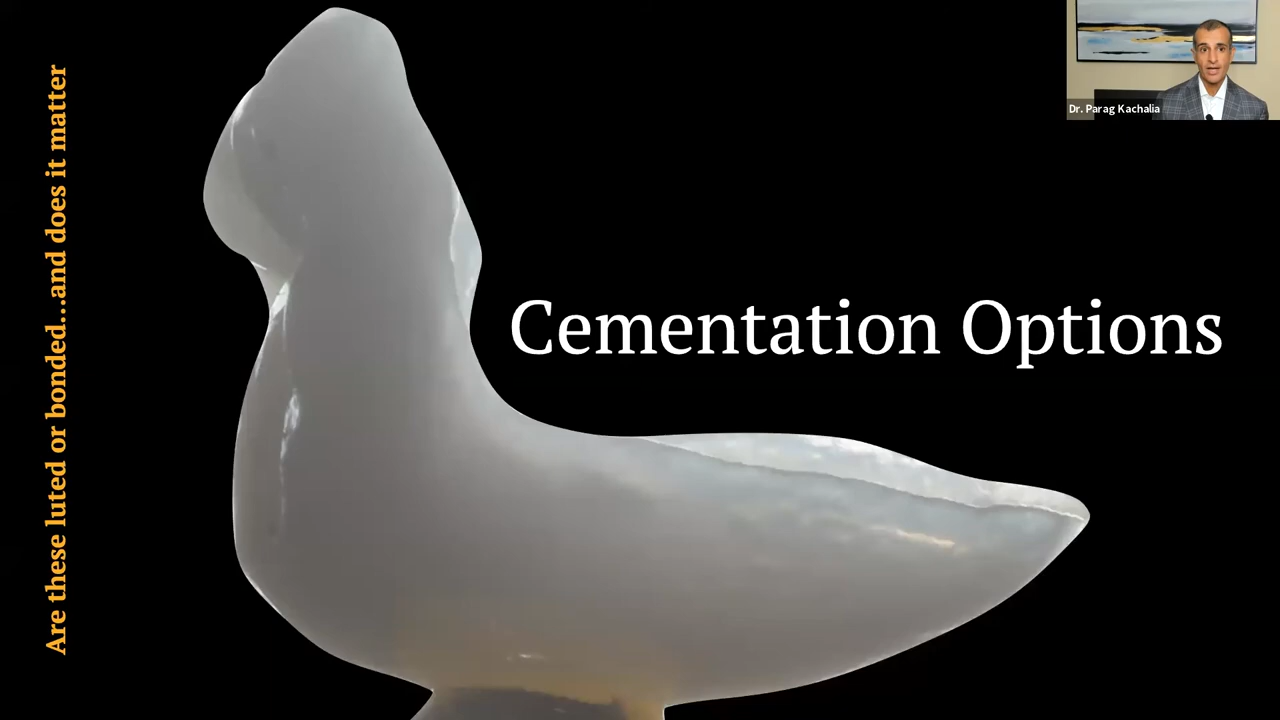 Are these luted or bonded...and does it matter
Cementation Options
Dr. Parag Kachalia